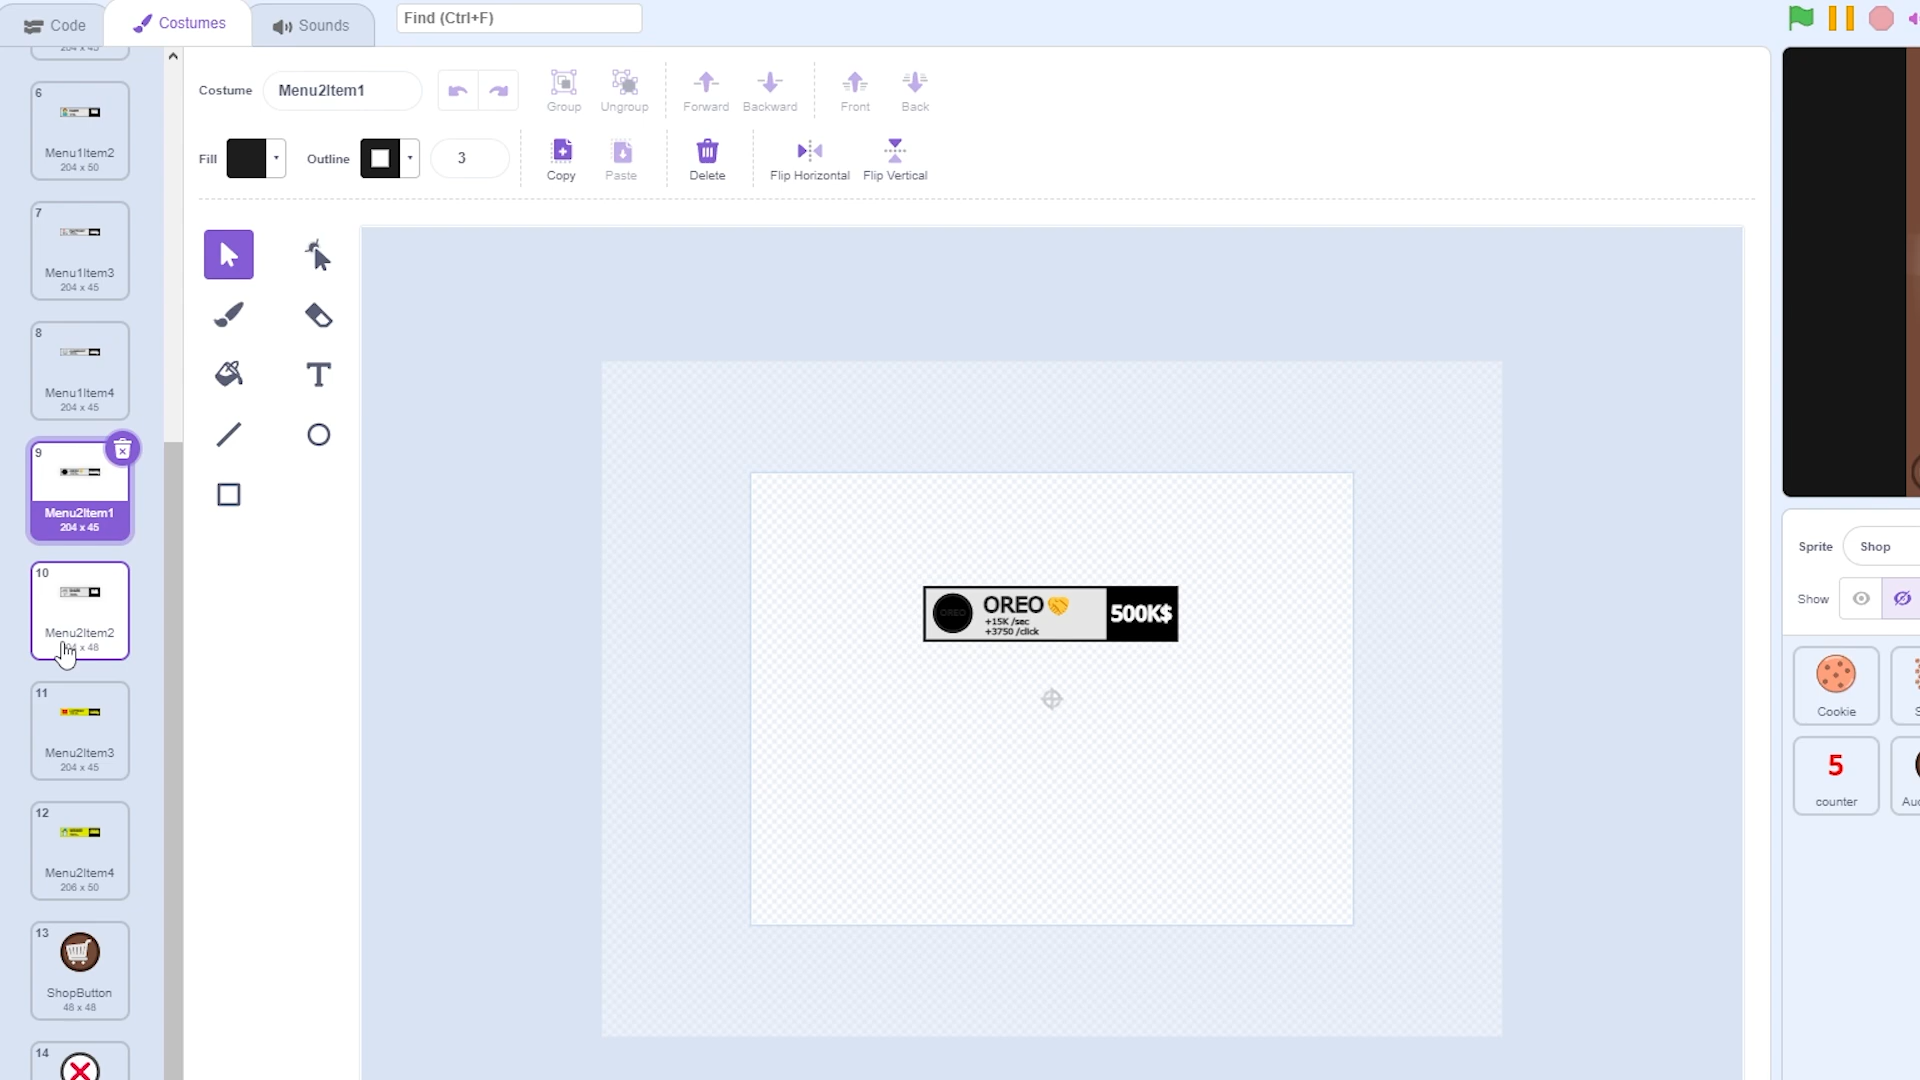 Code
Costumes
Sounds
Find (Ctrl+F)
Costume
Menu2Item1
Group
Ungroup
Forward
Backward
Front
Back
Fill
Outline
3
Copy
Paste
Delete
Flip Horizontal
Flip Vertical
6
Menu1Item2
204 x 50
7
Menu1Item3
204 x 45
8
Menu1Item4
204 x 45
9
Menu2Item1
204 x 45
10
Menu2Item2
x 48
11
Menu2Item3
204 x 45
12
Menu2Item4
206 x 50
13
ShopButton
48 x 48
14
OREO
OREO🤝
+15K /sec
+3750 /click
500K$
Sprite
Shop
Show
Cookie
S
5
counter